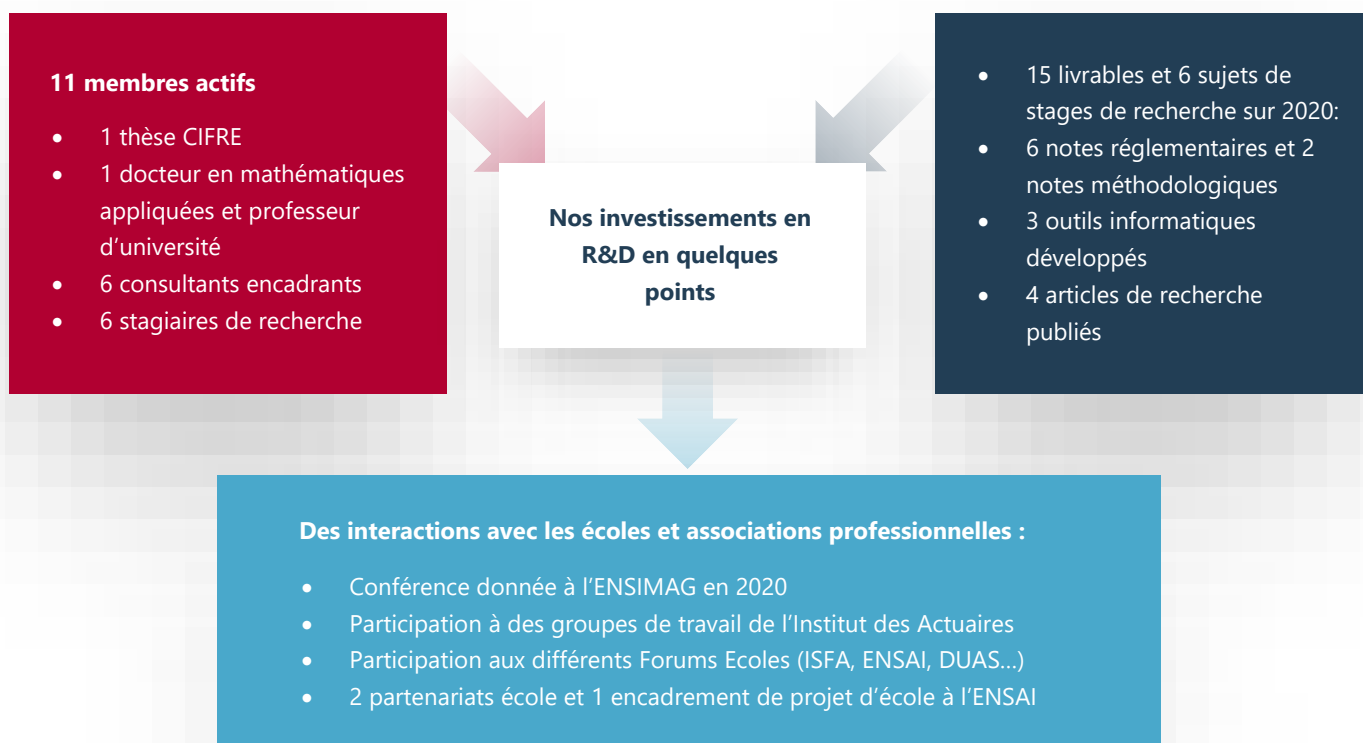 11 membres actifs
• 1 thèse CIFRE
• 1 docteur en mathématiques
appliquées et professeur
d’université
• 6 consultants encadrants
• 6 stagiaires de recherche
Nos investissements en
R&D en quelques
points
• 15 livrables et 6 sujets de
stages de recherche sur 2020:
• 6 notes réglementaires et 2
notes méthodologiques
• 3 outils informatiques
développés
• 4 articles de recherche
publiés
Des interactions avec les écoles et associations professionnelles :
• Conférence donnée à l’ENSIMAG en 2020
• Participation à des groupes de travail de l’Institut des Actuaires
• Participation aux différents Forums Ecoles (ISFA, ENSAI, DUAS…)
• 2 partenariats école et 1 encadrement de projet d’école à l’ENSAI